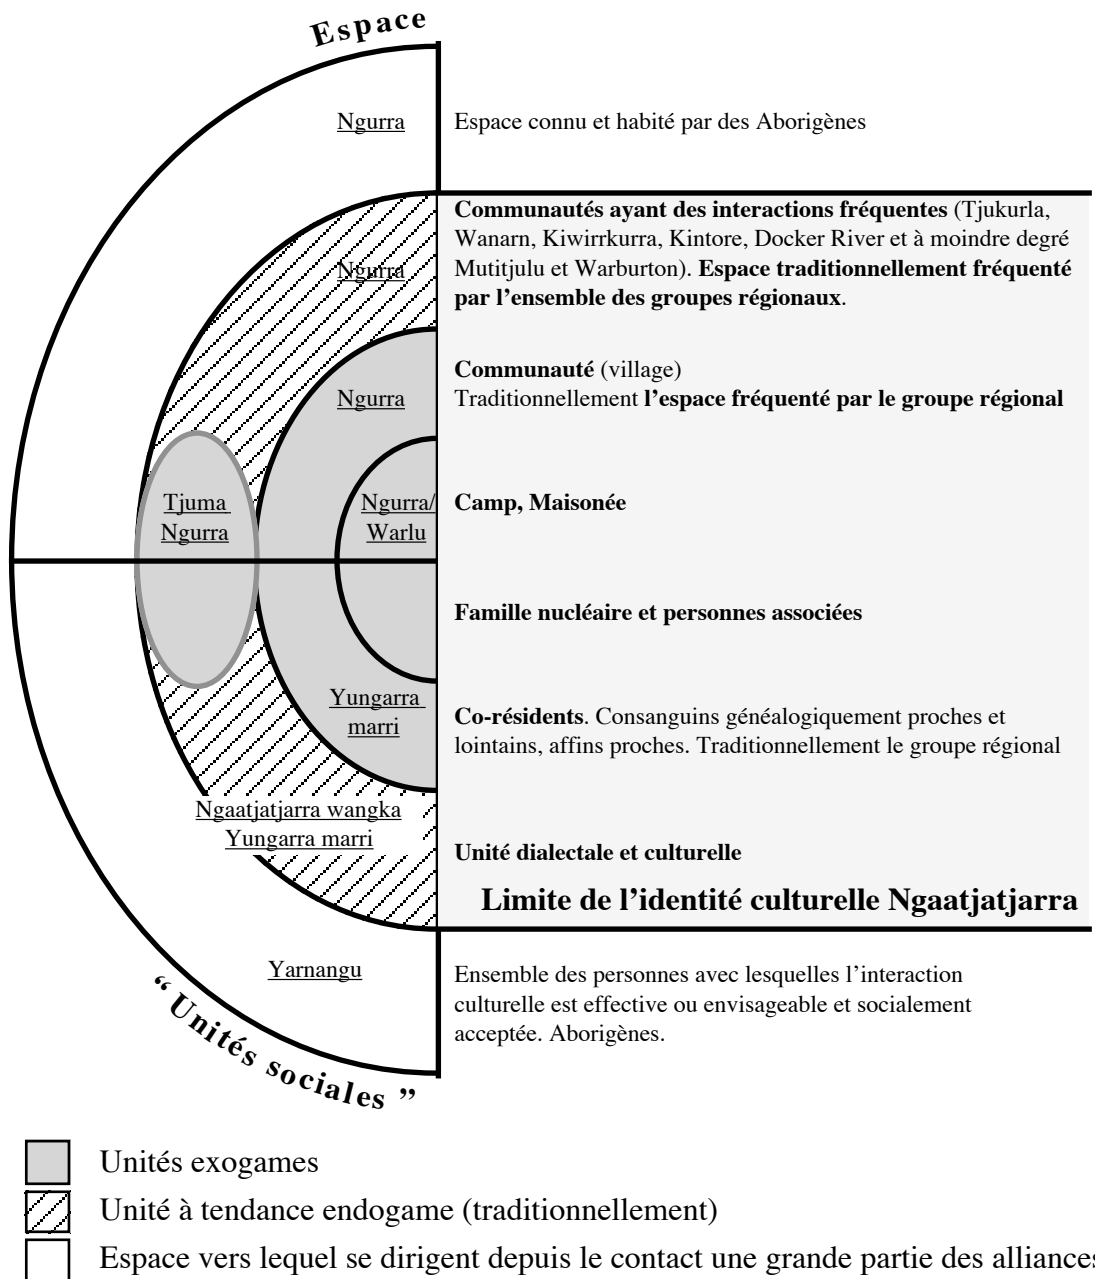 Espace
Ngurra
Espace connu et habité par des Aborigènes
Communautés ayant des interactions fréquentes (Tjukurla,
Wanarn, Kiwirrkurra, Kintore, Docker River et à moindre degré
Mutitjulu et Warburton). Espace traditionnellement fréquenté
par l’ensemble des groupes régionaux.
Ngurra
Communauté (village)
Traditionnellement l’espace fréquenté par le groupe régional
Ngurra
Tjuma
Ngurra
Ngurra/
Warlu
Camp, Maisonée
Famille nucléaire et personnes associées
Yungarra
marri
Co-résidents. Consanguins généalogiquement proches et
lointains, affins proches. Traditionnellement le groupe régional
Ngaatjatjarra wangka
Yungarra marri
Unité dialectale et culturelle
Limite de l’identité culturelle Ngaatjatjarra
Yarnangu
Ensemble des personnes avec lesquelles l’interaction
culturelle est effective ou envisageable et socialement
acceptée. Aborigènes.
“ Unités sociales ”
Unités exogames
Unité à tendance endogame (traditionnellement)
Espace vers lequel se dirigent depuis le contact une grande partie des alliances